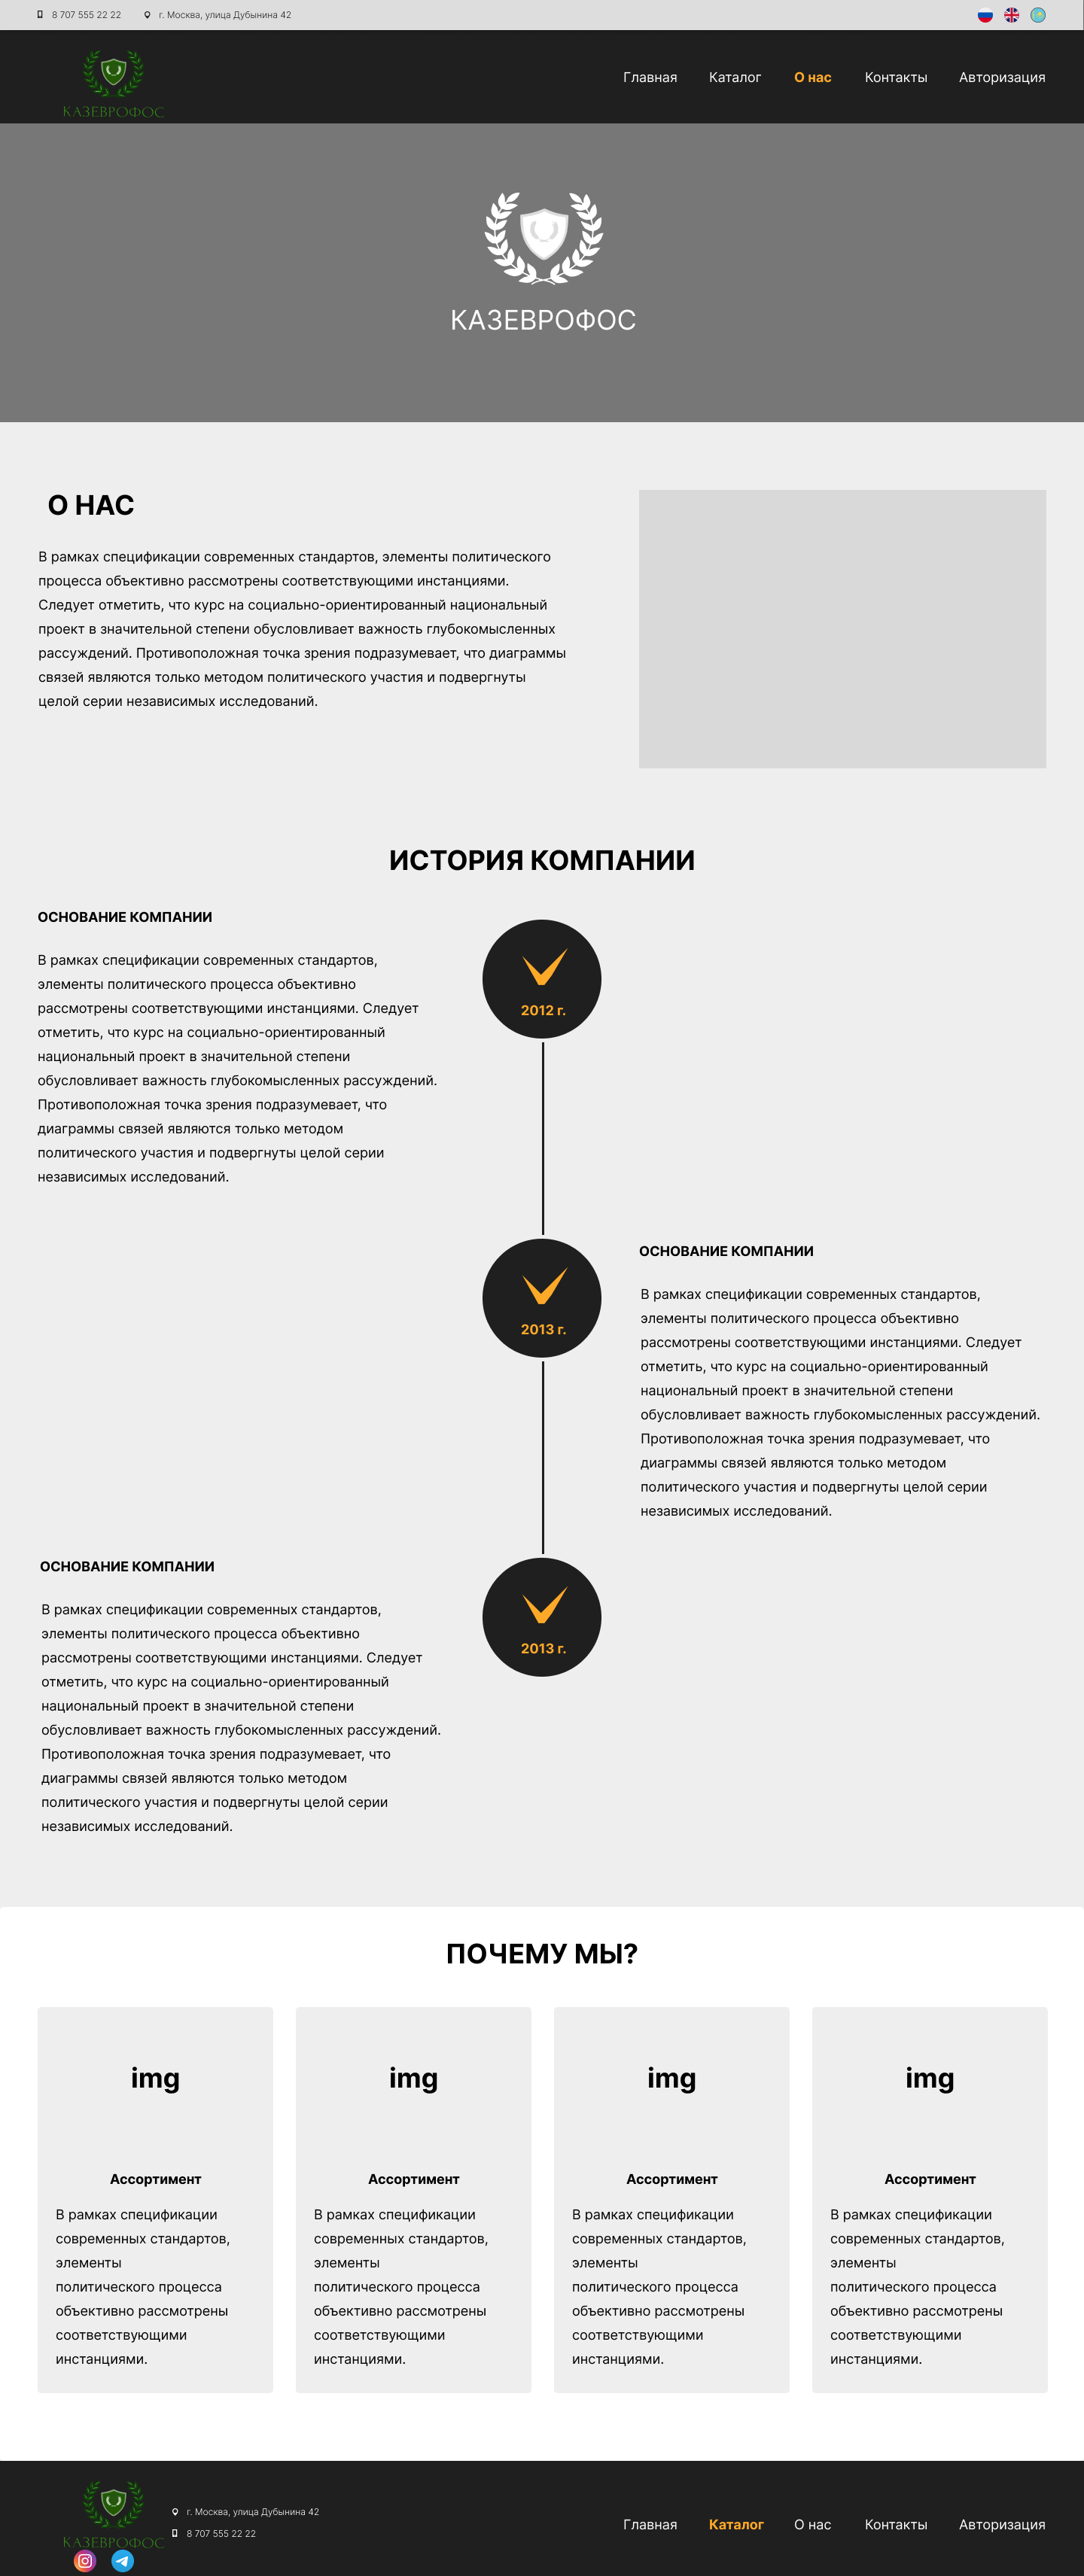 8 707 555 22 22
г. Москва, улица Дубынина 42
КАЗЕВРОФОС
Главная
Каталог
О нас
Контакты
Авторизация
КАЗЕВРОФОС
О НАС
В рамках спецификации современных стандартов, элементы политического
процесса объективно рассмотрены соответствующими инстанциями.
Следует отметить, что курс на социально-ориентированный национальный
проект в значительной степени обусловливает важность глубокомысленных
рассуждений. Противоположная точка зрения подразумевает, что диаграммы
связей являются только методом политического участия и подвергнуты
целой серии независимых исследований.
ИСТОРИЯ КОМПАНИИ
ОСНОВАНИЕ КОМПАНИИ
В рамках спецификации современных стандартов,
элементы политического процесса объективно
рассмотрены соответствующими инстанциями. Следует
отметить, что курс на социально-ориентированный
национальный проект в значительной степени
обусловливает важность глубокомысленных рассуждений.
Противоположная точка зрения подразумевает, что
диаграммы связей являются только методом
политического участия и подвергнуты целой серии
независимых исследований.
2012 г.
2013 г.
ОСНОВАНИЕ КОМПАНИИ
В рамках спецификации современных стандартов,
элементы политического процесса объективно
рассмотрены соответствующими инстанциями. Следует
отметить, что курс на социально-ориентированный
национальный проект в значительной степени
обусловливает важность глубокомысленных рассуждений.
Противоположная точка зрения подразумевает, что
диаграммы связей являются только методом
политического участия и подвергнуты целой серии
независимых исследований.
ОСНОВАНИЕ КОМПАНИИ
В рамках спецификации современных стандартов,
элементы политического процесса объективно
рассмотрены соответствующими инстанциями. Следует
отметить, что курс на социально-ориентированный
национальный проект в значительной степени
обусловливает важность глубокомысленных рассуждений.
Противоположная точка зрения подразумевает, что
диаграммы связей являются только методом
политического участия и подвергнуты целой серии
независимых исследований.
2013 г.
ПОЧЕМУ МЫ?
img
Ассортимент
В рамках спецификации
современных стандартов,
элементы
политического процесса
объективно рассмотрены
соответствующими
инстанциями.
img
Ассортимент
В рамках спецификации
современных стандартов,
элементы
политического процесса
объективно рассмотрены
соответствующими
инстанциями.
img
Ассортимент
В рамках спецификации
современных стандартов,
элементы
политического процесса
объективно рассмотрены
соответствующими
инстанциями.
img
Ассортимент
В рамках спецификации
современных стандартов,
элементы
политического процесса
объективно рассмотрены
соответствующими
инстанциями.
КАЗЕВРОФОС
г. Москва, улица Дубынина 42
8 707 555 22 22
Главная
Каталог
О нас
Контакты
Авторизация